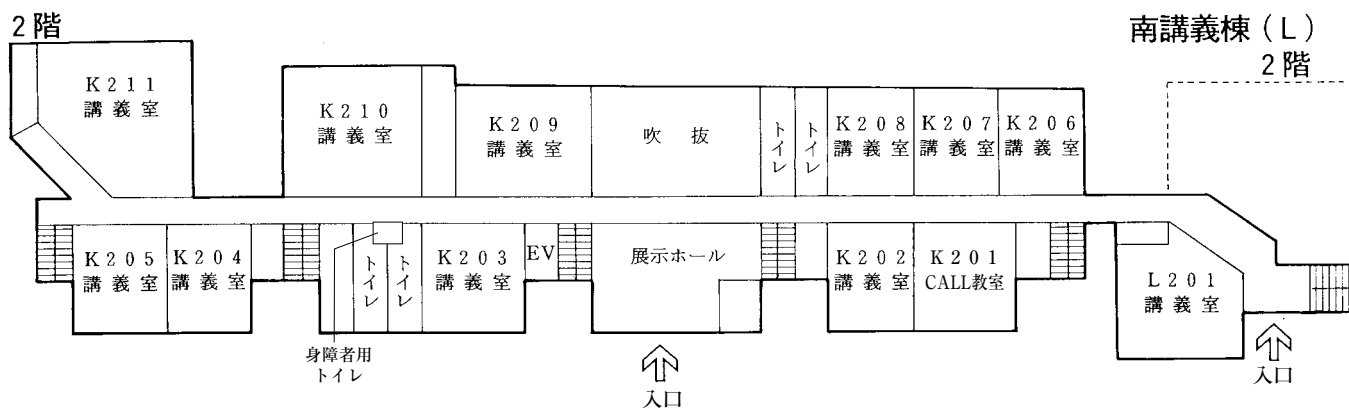 2階
南講義棟(L)
2階
K211
講義室
K210
講義室
K209
講義室
吹抜
トイレ
トイレ
K208
講義室
K207
講義室
K206
講義室
K205
講義室
K204
講義室
トイレ
トイレ
K203
講義室
EV
展示ホール
K202
講義室
K201
CALL教室
L201
講義室
身障者用
トイレ
入口
入口